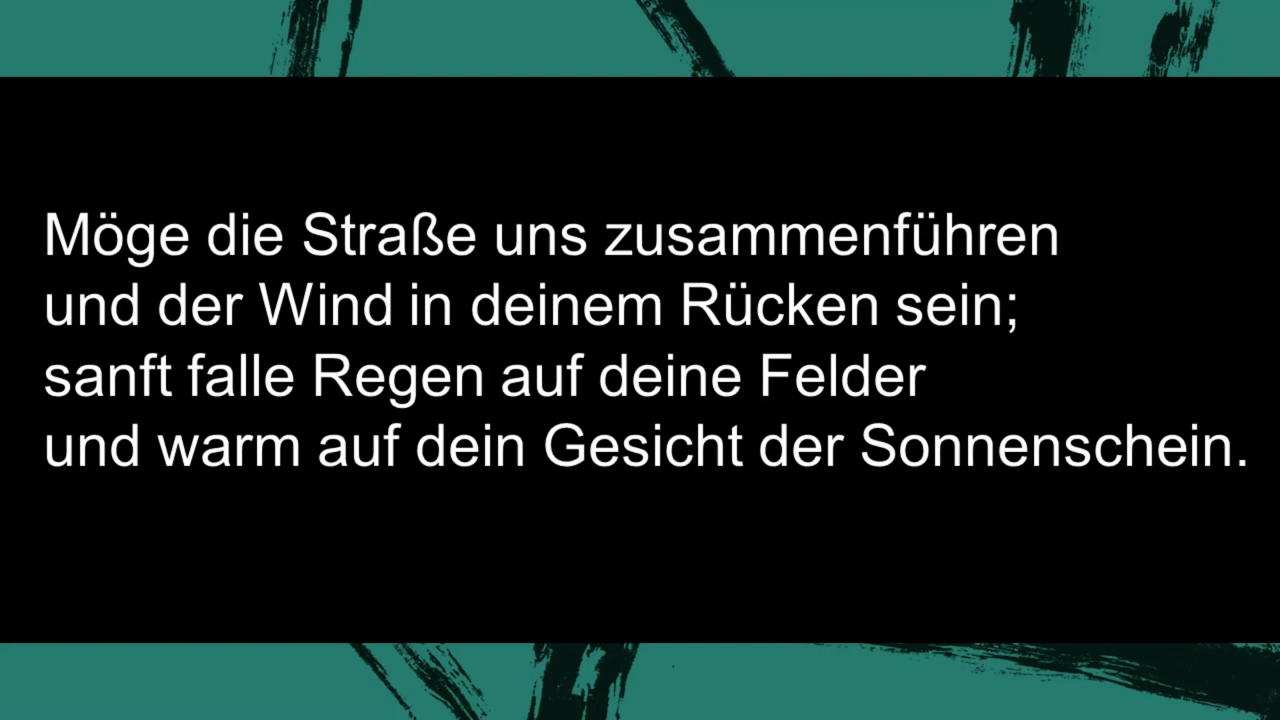 Möge die Straße uns zusammenführen
und der Wind in deinem Rücken sein;
sanft falle Regen auf deine Felder
und warm auf dein Gesicht der Sonnenschein.